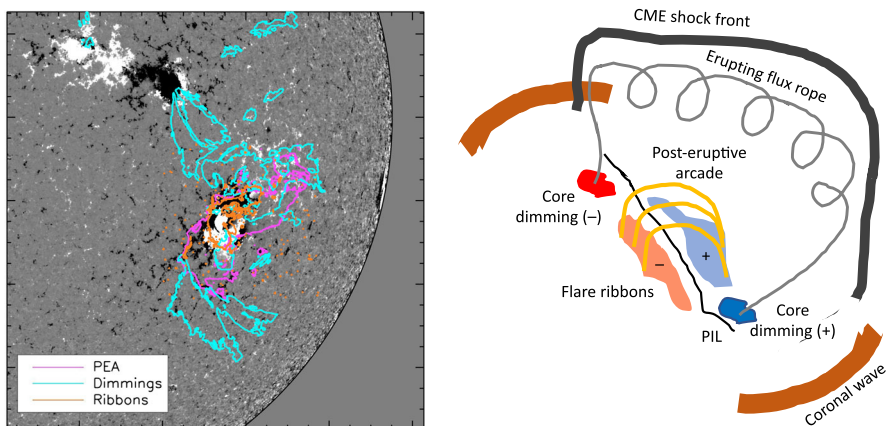 PEA
Dimmings
Ribbons
CME shock front
Erupting flux rope
Post-eruptive
arcade
Core
dimming (–)
–
+
Flare ribbons
PIL
Core
dimming (+)
Coronal wave